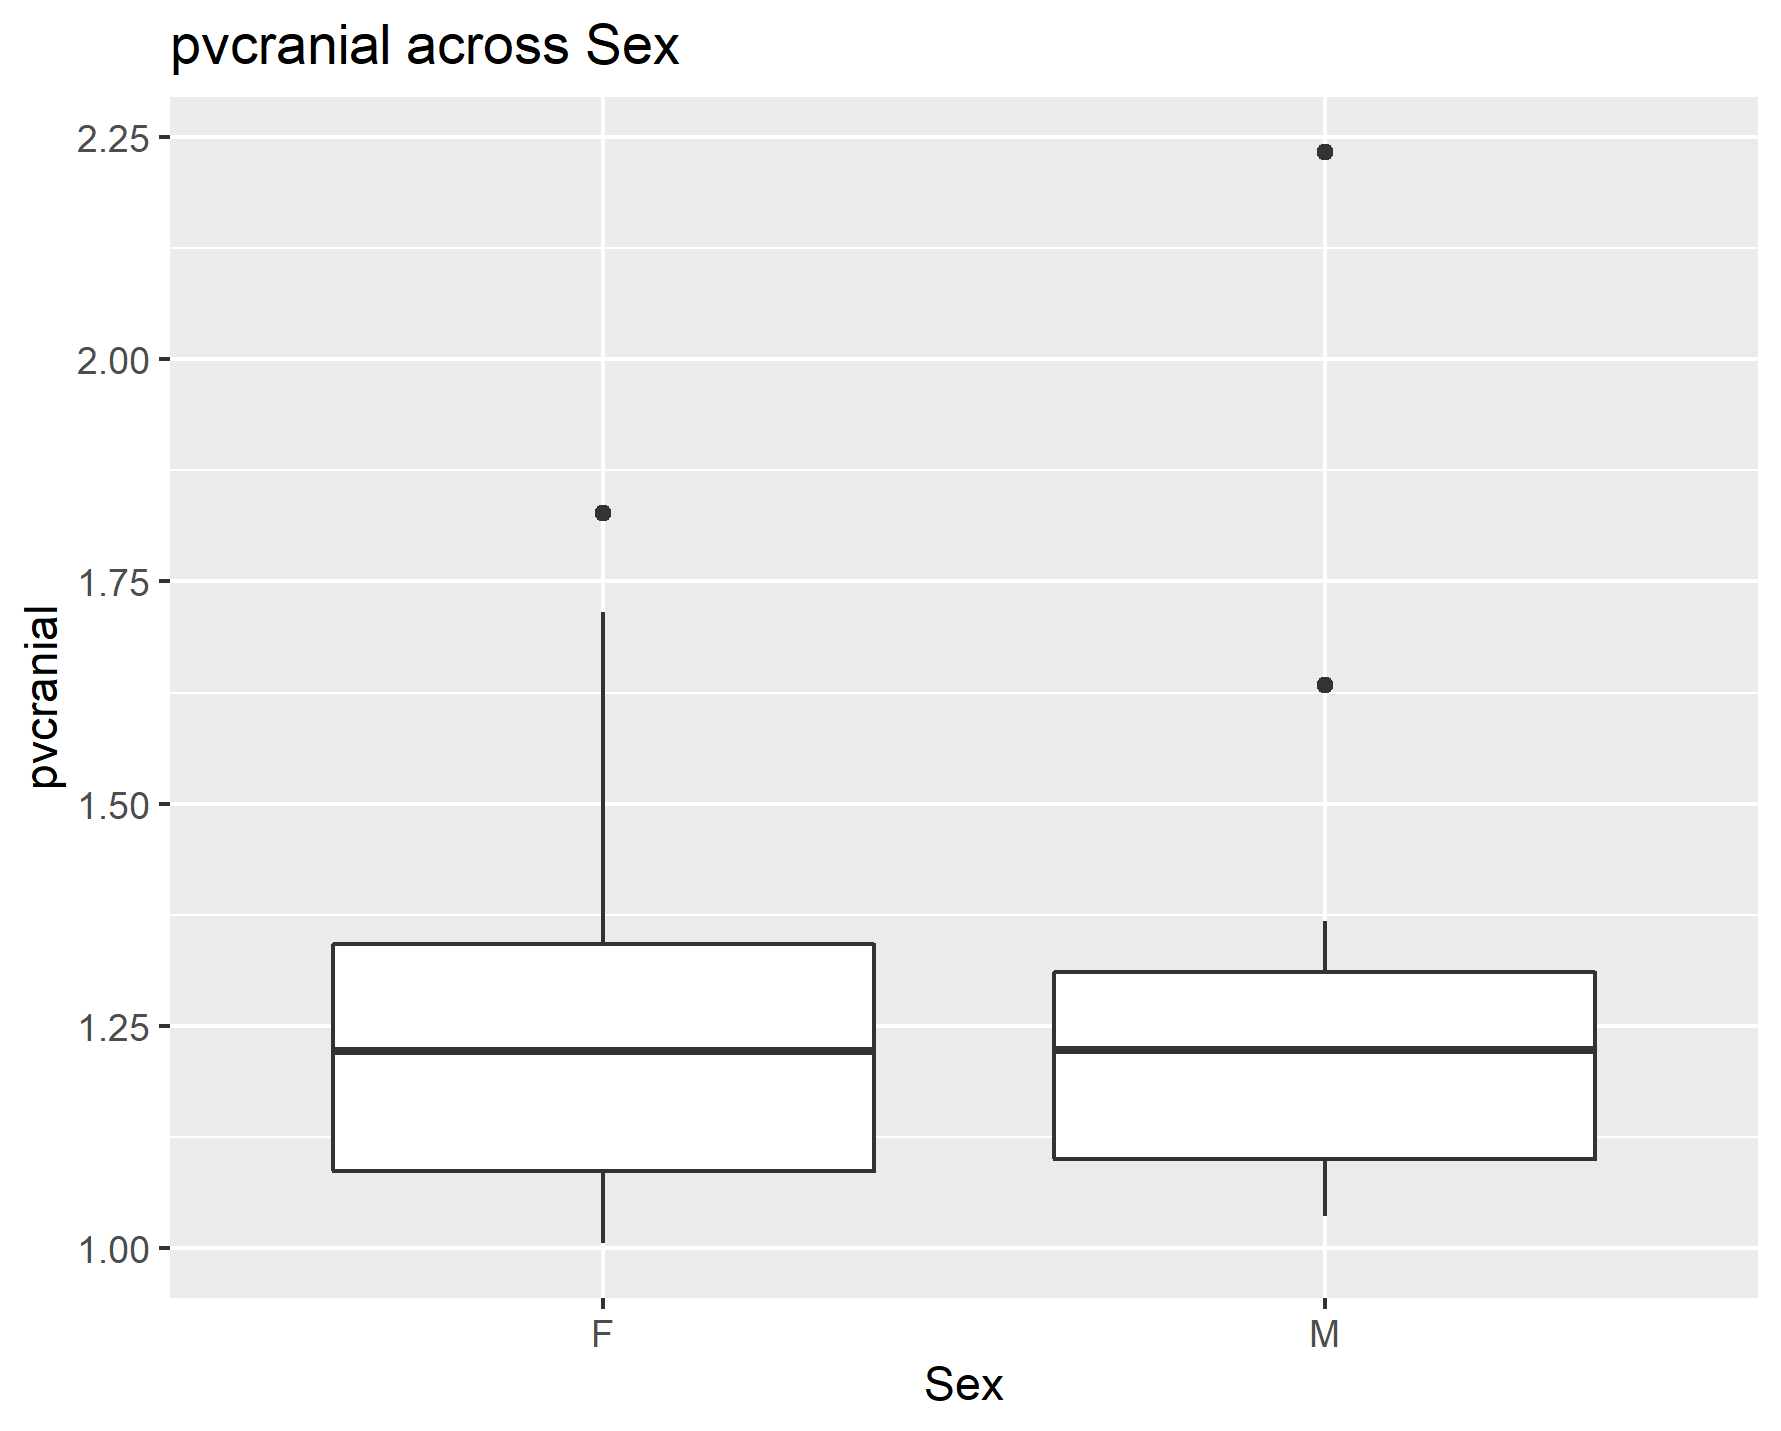 pvcranial across Sex
2.25
2.00
1.75
1.50
1.25
1.00
pvcranial
F
M
Sex